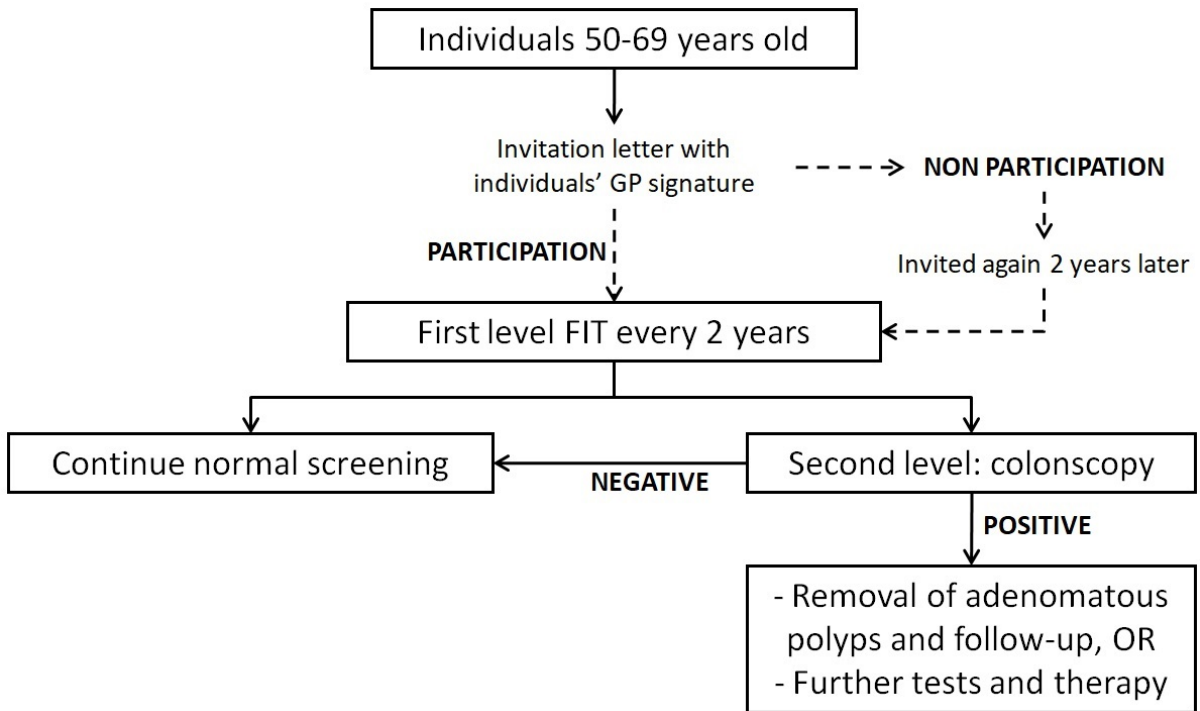 Individuals 50-69 years old
Invitation letter with
individuals’ GP signature
NON PARTICIPATION
PARTICIPATION
Invited again 2 years later
First level FIT every 2 years
Continue normal screening
NEGATIVE
Second level: colonscopy
POSITIVE
- Removal of adenomatous
polyps and follow-up, OR
- Further tests and therapy